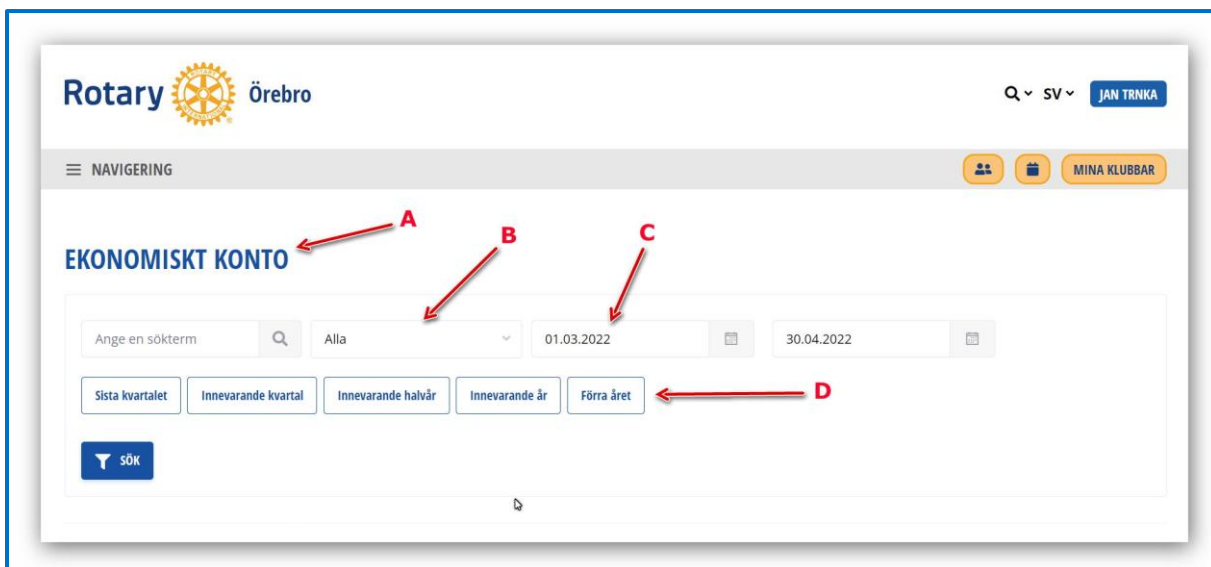 Rotary Örebro
SV JAN TRNKA
NAVIGERING MINA KLUBBAR
A
B
C
EKONOMISKT KONTO
Ange en sökterm Alla 01.03.2022 30.04.2022
Sista kvartalet Innevarande kvartal Innevarande halvår Innevarande år Förra året D
SÖK